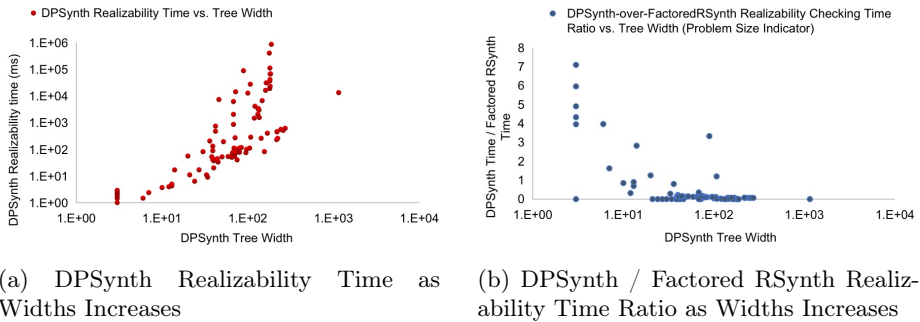 DPSynth Realizability Time vs. Tree Width
DPSynth Realizability time (ms)
1.E+06
1.E+05
1.E+04
1.E+03
1.E+02
1.E+01
1.E+00
1.E+00
1.E+01
1.E+02
1.E+03
1.E+04
DPSynth Tree Width
(a) DPSynth Realizability Time as
Widths Increases
DPSynth-over-FactoredRSynth Realizability Checking Time
Ratio vs. Tree Width (Problem Size Indicator)
DPSynth Time / Factored RSynth
Time
8
7
6
5
4
3
2
1
0
1.E+00
1.E+01
1.E+02
1.E+03
1.E+04
DPSynth Tree Width
(b) DPSynth / Factored RSynth Realiz-
ability Time Ratio as Widths Increases